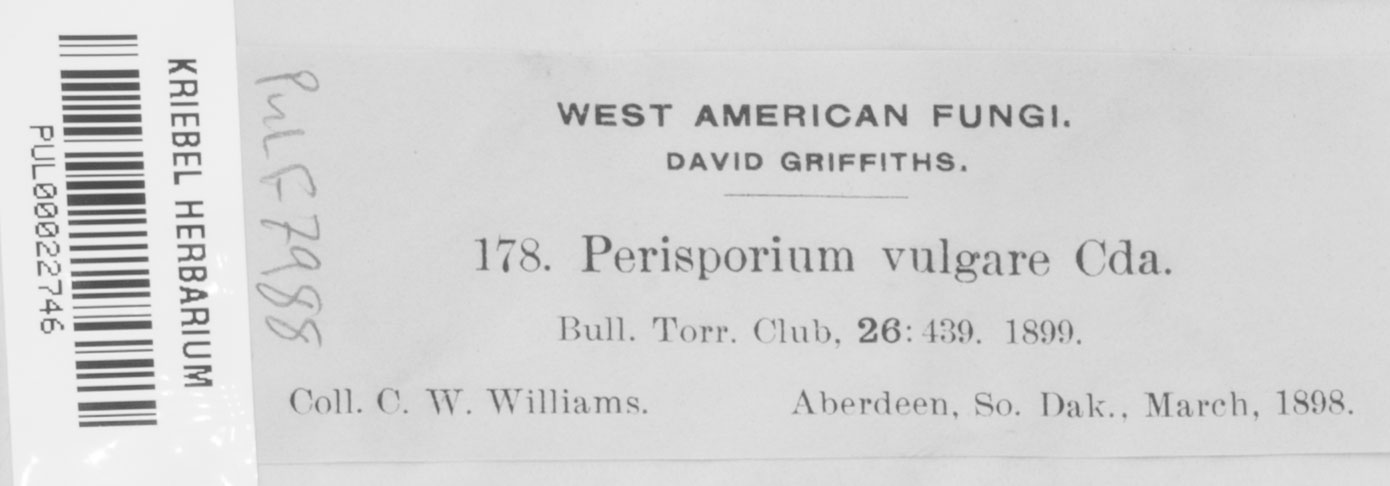 KRIEBEL HERBARIUM
PUL00022746
PUL F7988
WEST AMERICAN FUNGI.
DAVID GRIFFITHS.
178. Perisporium vulgare Cda.
Bull. Torr. Club, 26: 439. 1899.
Coll. C. W. Williams. Aberdeen, So. Dak., March, 1898.